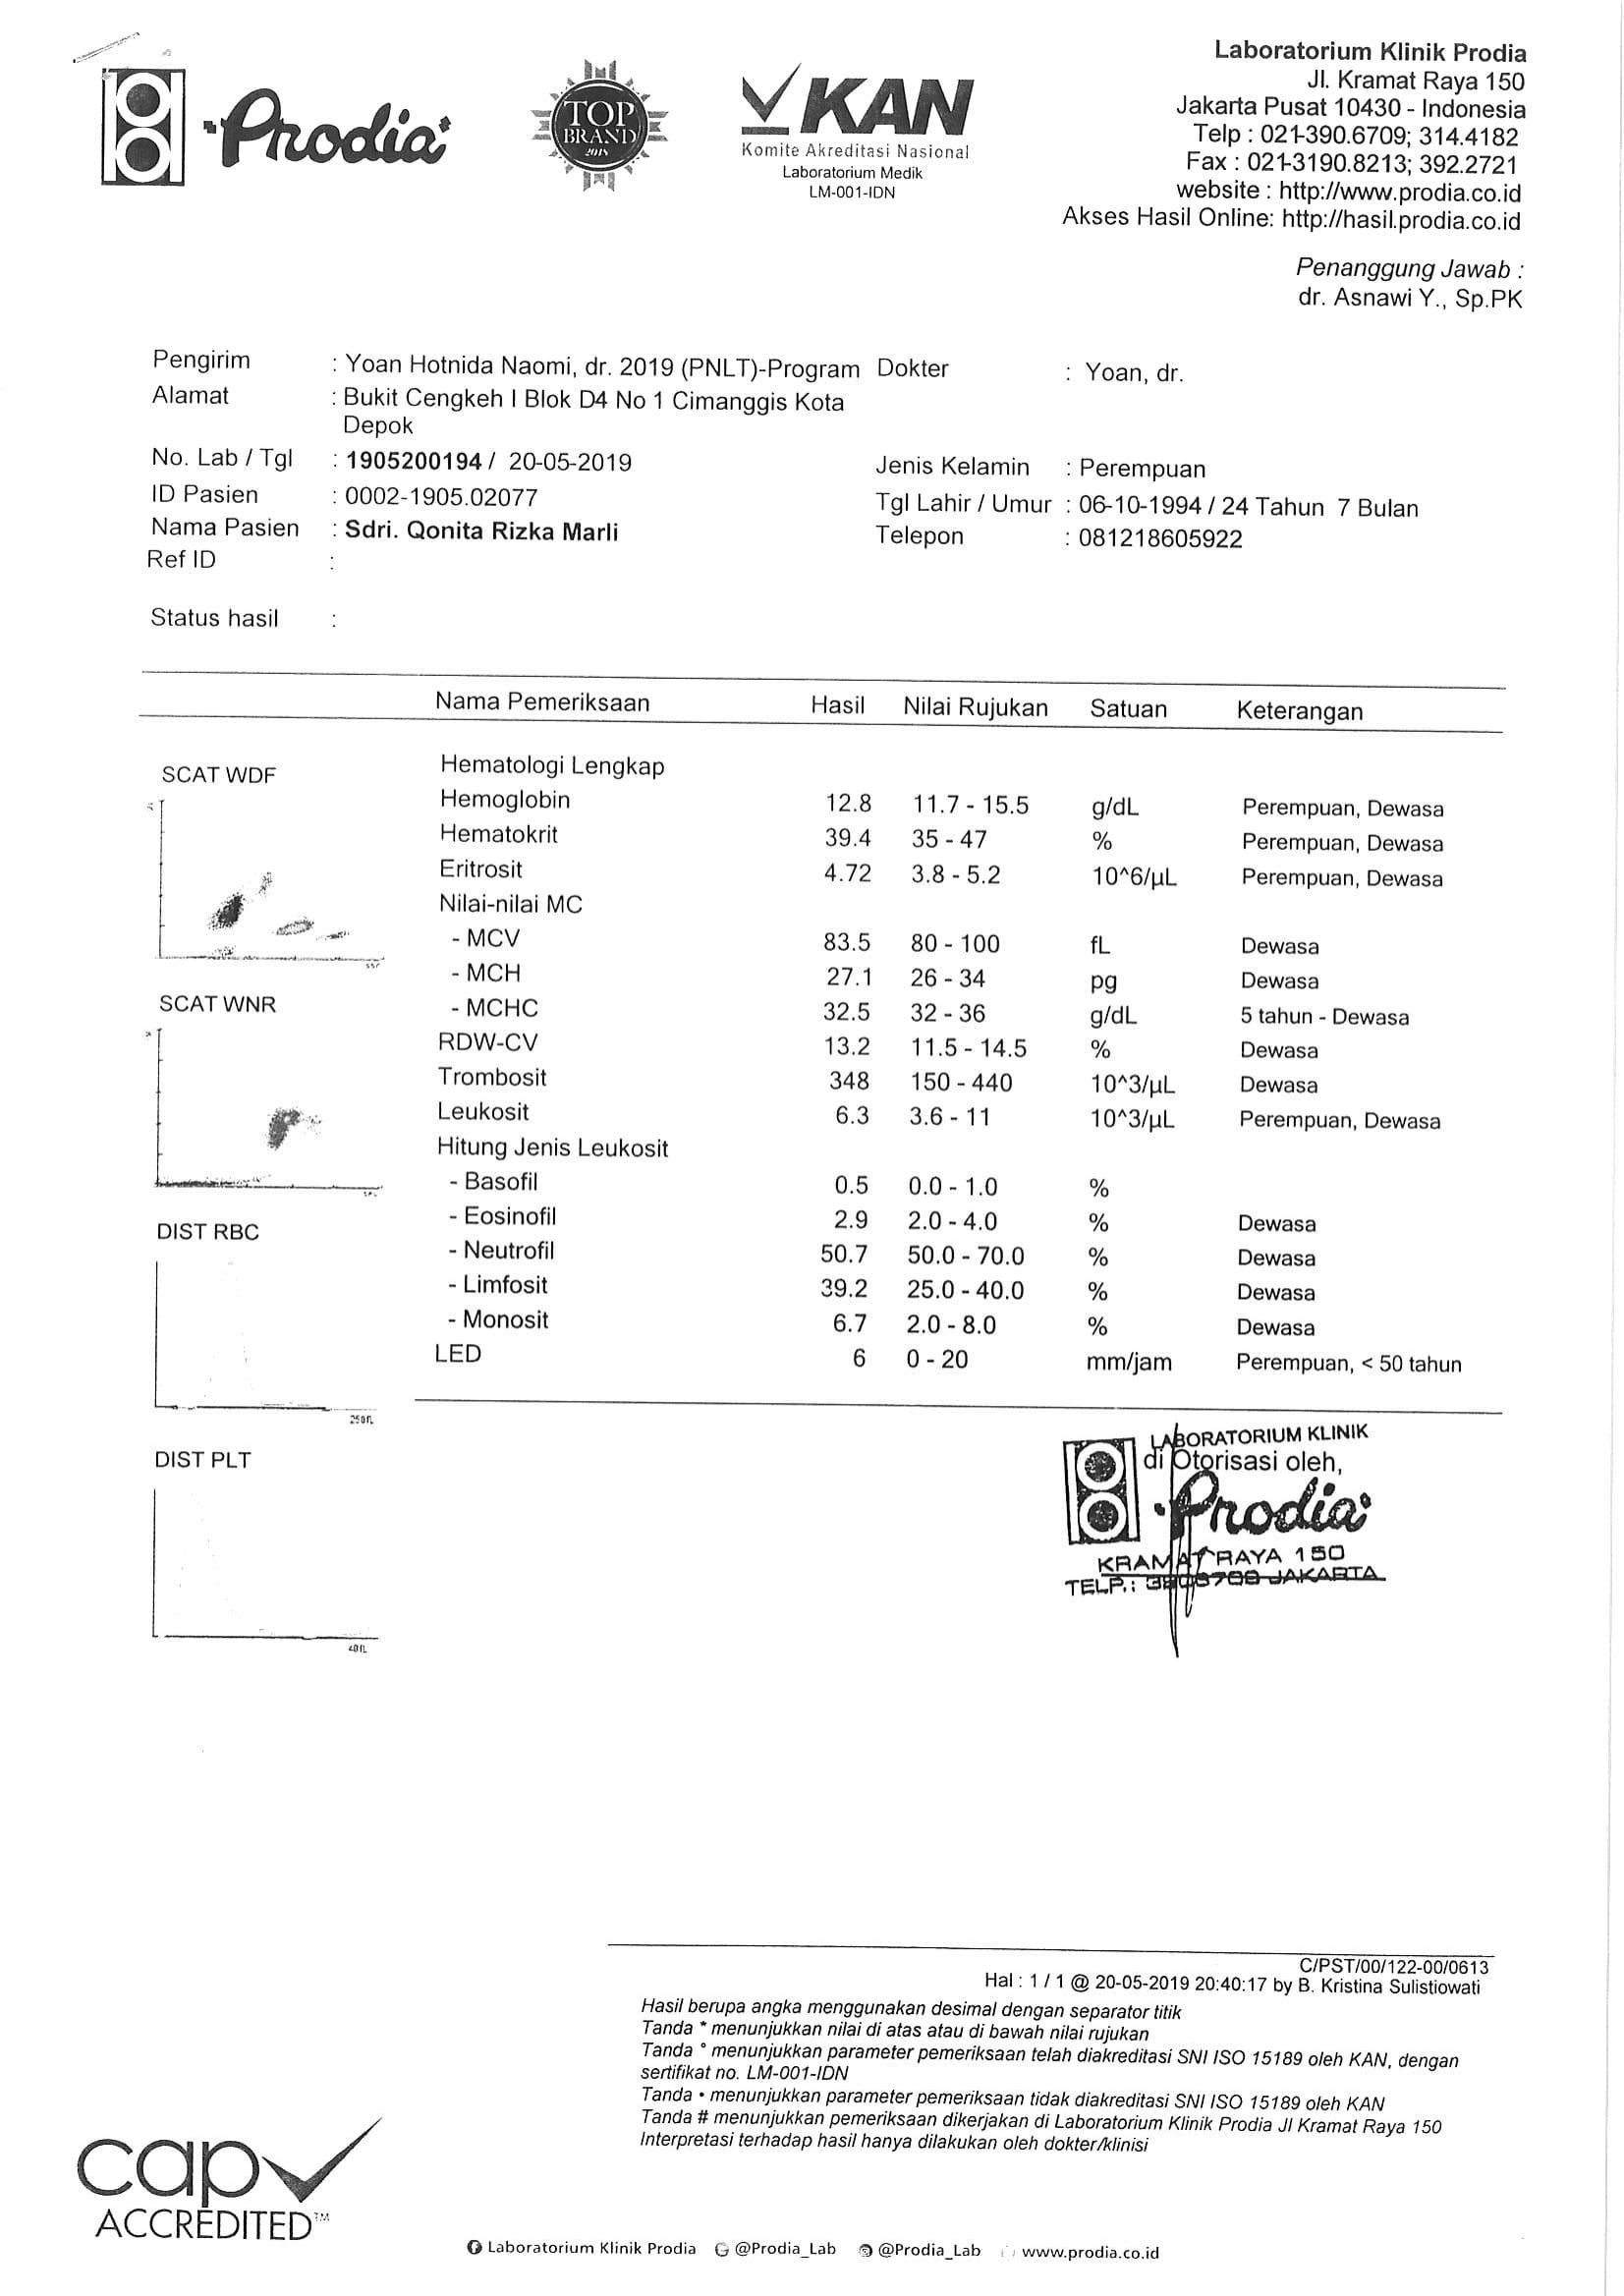 Prodia
TOP
BRAND
2018
KAN
Komite Akreditasi Nasional
Laboratorium Medik
LM-001-IDN
Laboratorium Klinik Prodia
Jl. Kramat Raya 150
Jakarta Pusat 10430 - Indonesia
Telp : 021-390.6709; 314.4182
Fax : 021-3190.8213; 392.2721
website : http://www.prodia.co.id
Akses Hasil Online: http://hasil.prodia.co.id
Penanggung Jawab :
dr. Asnawi Y., Sp.PK
Pengirim : Yoan Hotnida Naomi, dr. 2019 (PNLT)-Program Dokter : Yoan, dr.
Alamat : Bukit Cengkeh I Blok D4 No 1 Cimanggis Kota
Depok
No. Lab / Tgl : 1905200194 / 20-05-2019 Jenis Kelamin : Perempuan
ID Pasien : 0002-1905.02077 Tgl Lahir / Umur : 06-10-1994 / 24 Tahun 7 Bulan
Nama Pasien : Sdri. Qonita Rizka Marli Telepon : 081218605922
Ref ID :
Status hasil :
Nama Pemeriksaan Hasil Nilai Rujukan Satuan Keterangan
SCAT WDF
SCAT WNR
DIST RBC
250fL
DIST PLT
40fL
Hematologi Lengkap
Hemoglobin 12.8 11.7 - 15.5 g/dL Perempuan, Dewasa
Hematokrit 39.4 35 - 47 % Perempuan, Dewasa
Eritrosit 4.72 3.8 - 5.2 10^6/µL Perempuan, Dewasa
Nilai-nilai MC
- MCV 83.5 80 - 100 fL Dewasa
- MCH 27.1 26 - 34 pg Dewasa
- MCHC 32.5 32 - 36 g/dL 5 tahun - Dewasa
RDW-CV 13.2 11.5 - 14.5 % Dewasa
Trombosit 348 150 - 440 10^3/µL Dewasa
Leukosit 6.3 3.6 - 11 10^3/µL Perempuan, Dewasa
Hitung Jenis Leukosit
- Basofil 0.5 0.0 - 1.0 %
- Eosinofil 2.9 2.0 - 4.0 % Dewasa
- Neutrofil 50.7 50.0 - 70.0 % Dewasa
- Limfosit 39.2 25.0 - 40.0 % Dewasa
- Monosit 6.7 2.0 - 8.0 % Dewasa
LED 6 0 - 20 mm/jam Perempuan, < 50 tahun
LABORATORIUM KLINIK
di Otorisasi oleh,
Prodia
KRAMAT RAYA 150
TELP.: JAKARTA
C/PST/00/122-00/0613
Hal : 1 / 1 @ 20-05-2019 20:40:17 by B. Kristina Sulistiowati
Hasil berupa angka menggunakan desimal dengan separator titik
Tanda * menunjukkan nilai di atas atau di bawah nilai rujukan
Tanda ° menunjukkan parameter pemeriksaan telah diakreditasi SNI ISO 15189 oleh KAN, dengan
sertifikat no. LM-001-IDN
Tanda • menunjukkan parameter pemeriksaan tidak diakreditasi SNI ISO 15189 oleh KAN
Tanda # menunjukkan pemeriksaan dikerjakan di Laboratorium Klinik Prodia Jl Kramat Raya 150
Interpretasi terhadap hasil hanya dilakukan oleh dokter/klinisi
cap
ACCREDITED™
Laboratorium Klinik Prodia @Prodia_Lab @Prodia_Lab www.prodia.co.id